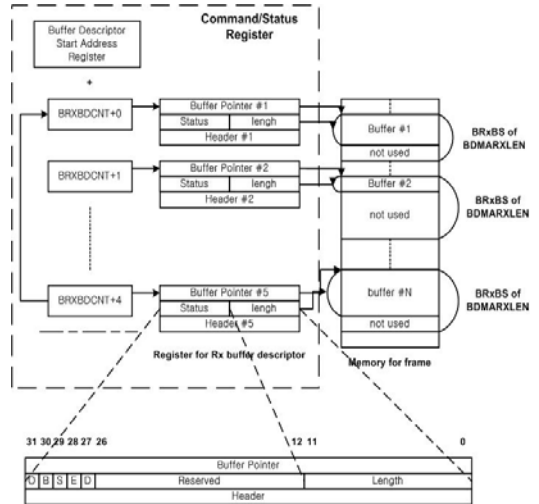 Command/Status
Register
Buffer Descriptor
Start Address
Register
+
BRXBDCNT+0
Buffer Pointer #1
Status
lengh
Header #1
Buffer #1
not used
BRxBS of
BDMARXLEN
BRXBDCNT+1
Buffer Pointer #2
Status
lengh
Header #2
Buffer #2
not used
BRxBS of
BDMARXLEN
BRXBDCNT+4
Buffer Pointer #5
Status
lengh
Header #5
buffer #N
not used
BRxBS of
BDMARXLEN
Register for Rx buffer descriptor
Memory for frame
31 30 29 28 27 26 12 11 0
Buffer Pointer
O B S E D Reserved Length
Header